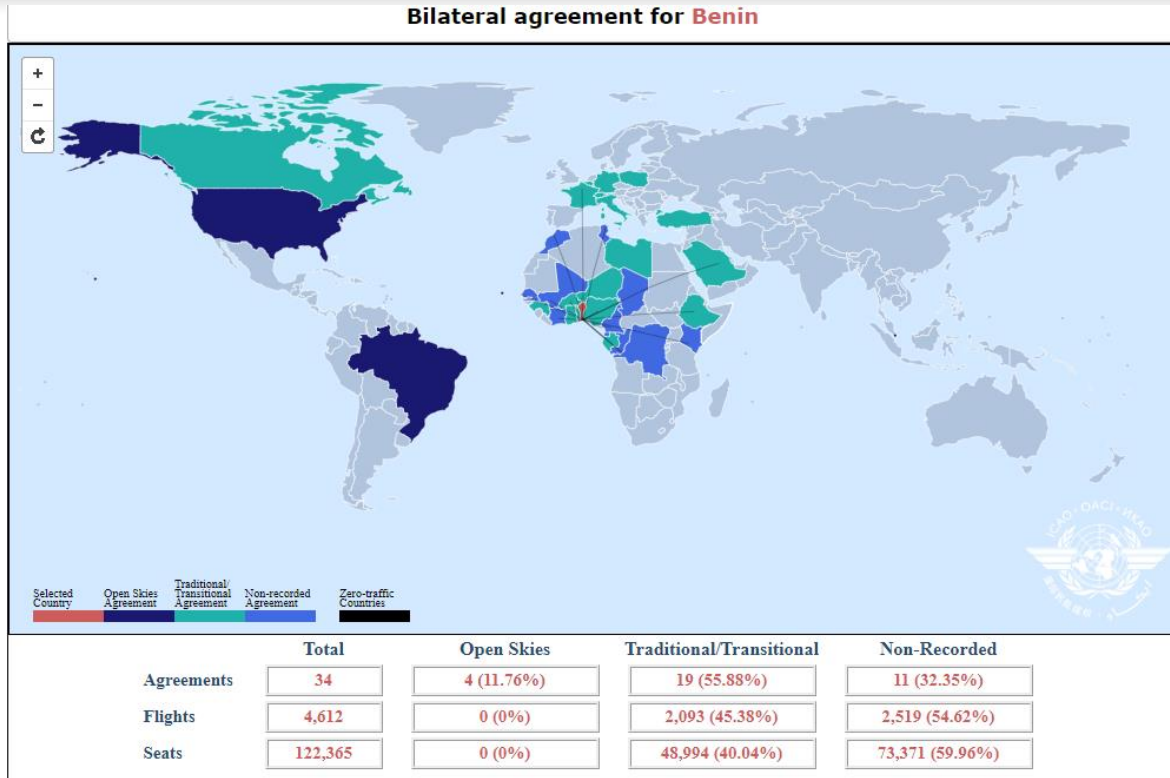 Bilateral agreement for Benin
+
−
Selected Country
Open Skies Agreement
Traditional/ Transitional Agreement
Non-recorded Agreement
Zero-traffic Countries
ICAO · OACI · ИКАО
Total Open Skies Traditional/Transitional Non-Recorded
Agreements 34 4 (11.76%) 19 (55.88%) 11 (32.35%)
Flights 4,612 0 (0%) 2,093 (45.38%) 2,519 (54.62%)
Seats 122,365 0 (0%) 48,994 (40.04%) 73,371 (59.96%)